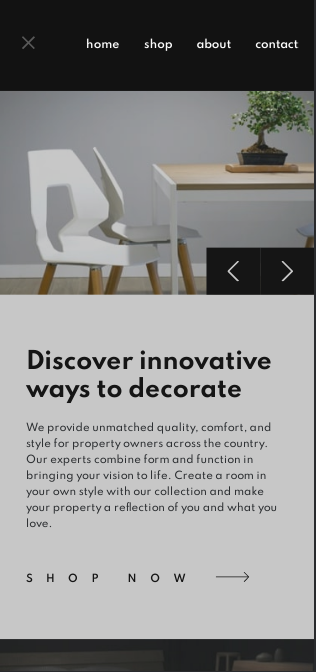 home shop about contact
Discover innovative
ways to decorate
We provide unmatched quality, comfort, and
style for property owners across the country.
Our experts combine form and function in
bringing your vision to life. Create a room in
your own style with our collection and make
your property a reflection of you and what you
love.
SHOP NOW